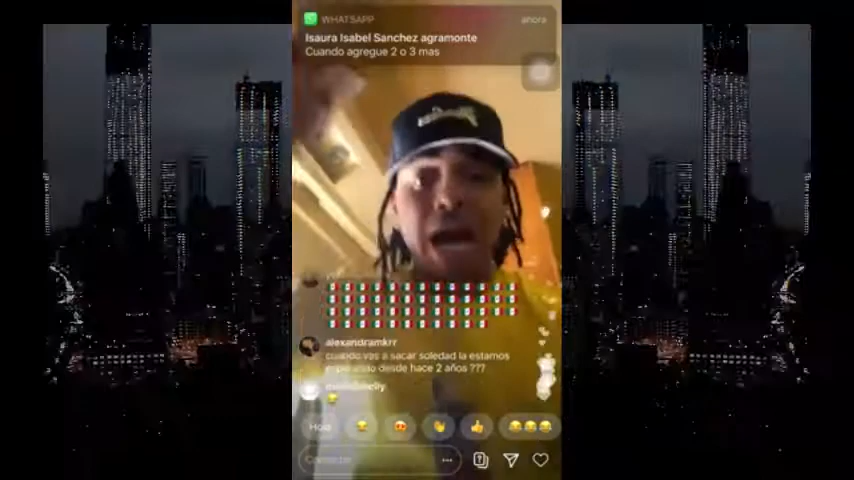 WHATSAPP
ahora
Isaura Isabel Sanchez agramonte
Cuando agregue 2 o 3 mas
alexandramkrr
cuando vas a sacar soledad la estamos
esperando desde hace 2 años ???
Hola